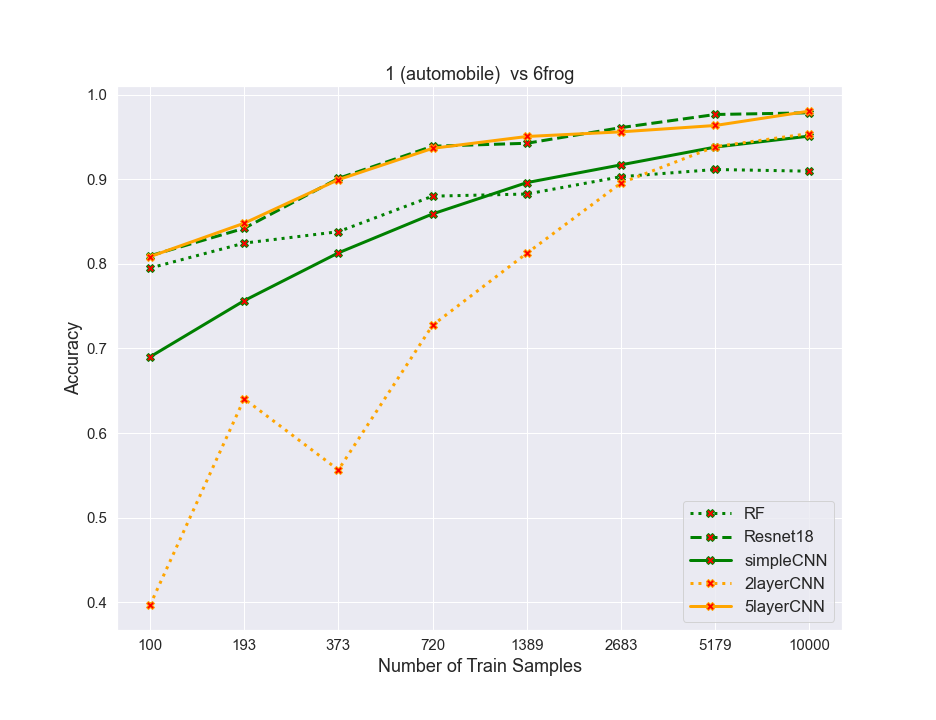 1 (automobile)  vs 6frog
1.0
0.9
0.8
0.7
0.6
0.5
0.4
Accuracy
100 193 373 720 1389 2683 5179 10000
Number of Train Samples
RF
Resnet18
simpleCNN
2layerCNN
5layerCNN